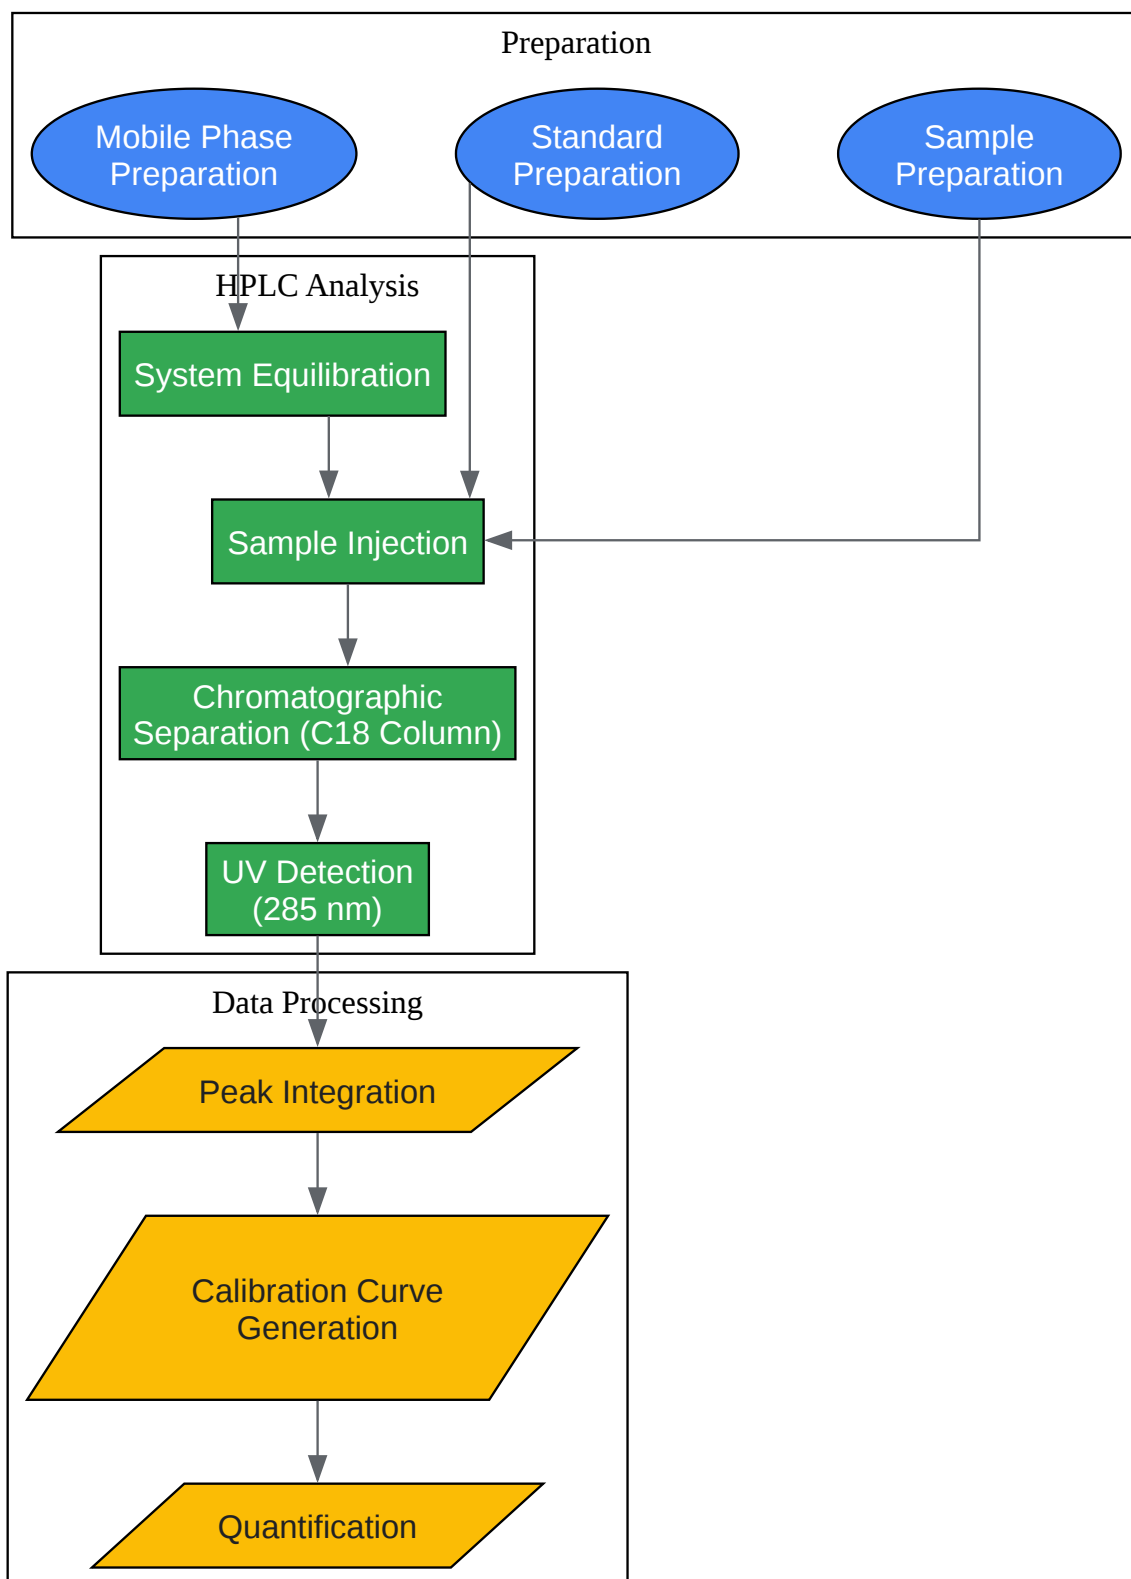 Preparation
Mobile Phase
Preparation
Standard
Preparation
Sample
Preparation
HPLC Analysis
System Equilibration
Sample Injection
Chromatographic
Separation (C18 Column)
UV Detection
(285 nm)
Data Processing
Peak Integration
Calibration Curve
Generation
Quantification